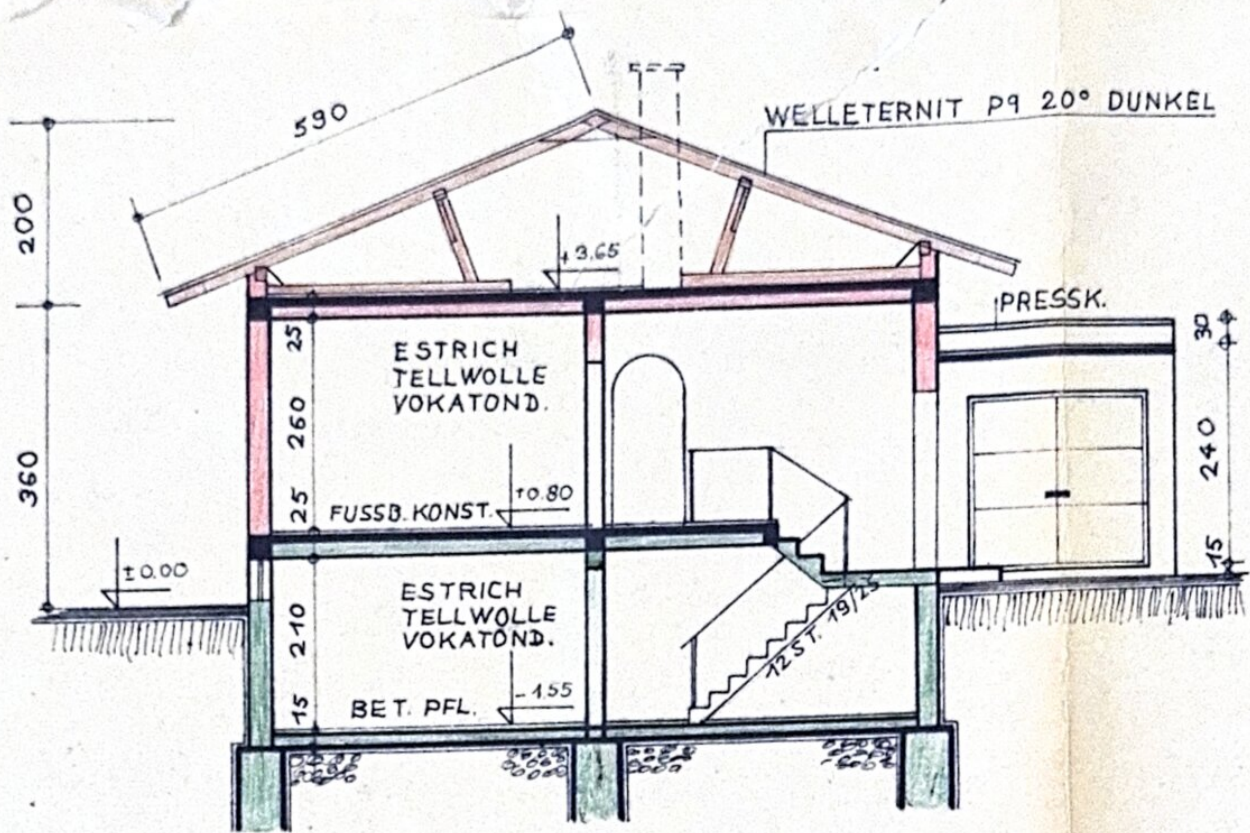 590
WELLETERNIT P9 20° DUNKEL
200
+3,65
PRESSK.
30
25
ESTRICH
TELLWOLLE
VOKATOND.
260
240
360
+0.80
25
FUSSB. KONST.
15
±0.00
ESTRICH
TELLWOLLE
VOKATOND.
210
12 ST. 19/25
-1.55
15
BET. PFL.